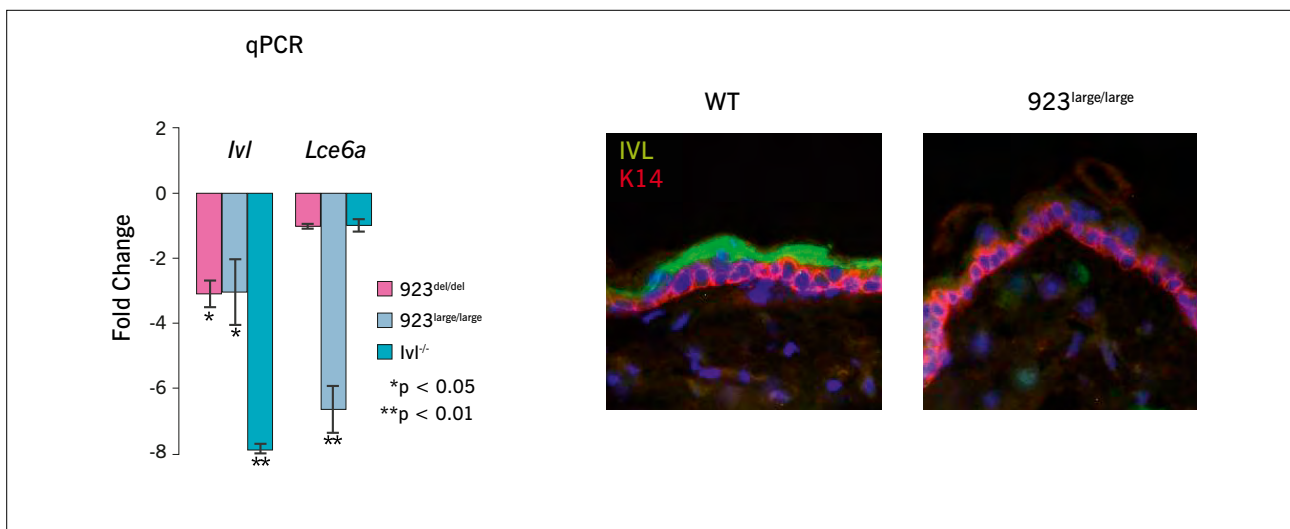 qPCR
Fold Change
2
0
-2
-4
-6
-8
Ivl
Lce6a
*
*
**
**
923del/del
923large/large
Ivl-/-
*p < 0.05
**p < 0.01
WT
923large/large
IVL
K14